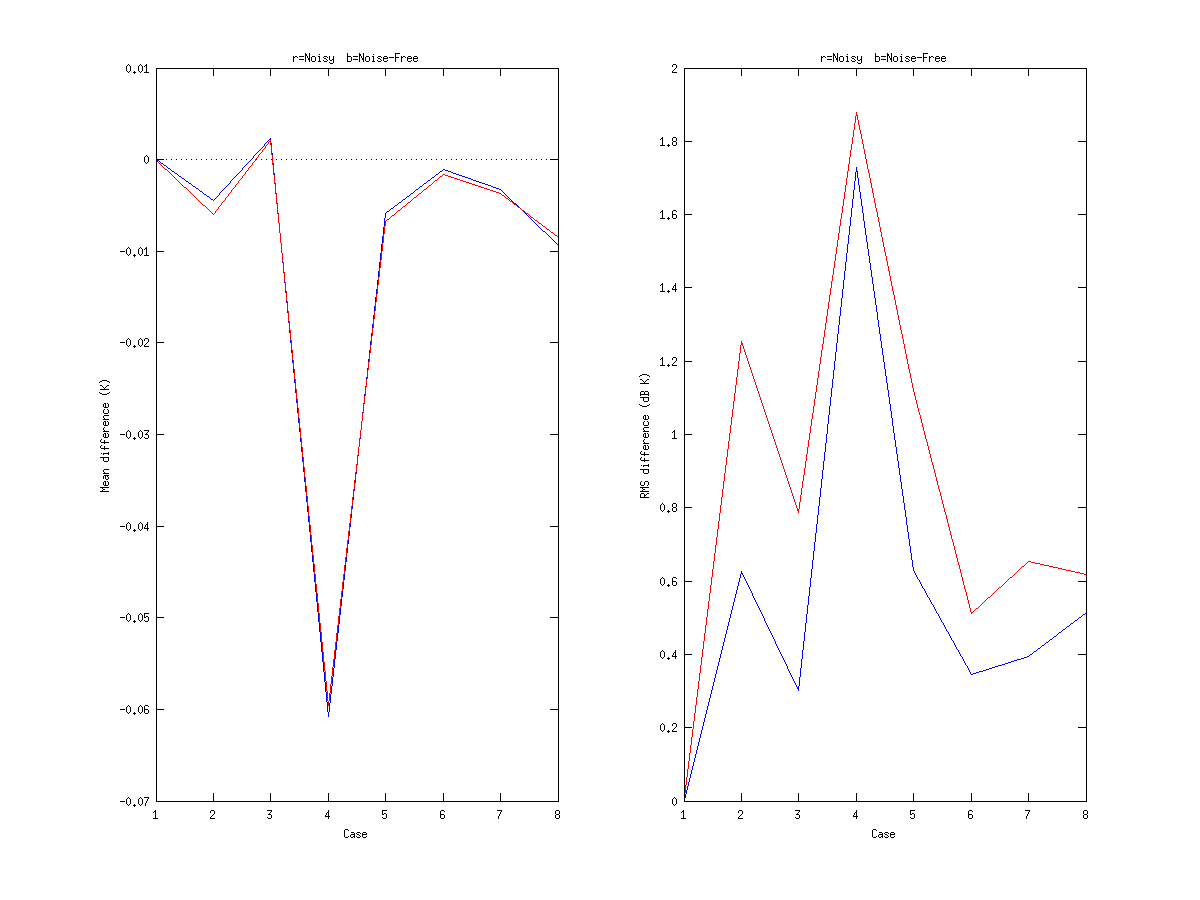 r=Noisy  b=Noise-Free
0.01
0
-0.01
-0.02
-0.03
-0.04
-0.05
-0.06
-0.07
Mean difference (K)
1 2 3 4 5 6 7 8
Case
r=Noisy  b=Noise-Free
2
1.8
1.6
1.4
1.2
1
0.8
0.6
0.4
0.2
0
RMS difference (dB K)
1 2 3 4 5 6 7 8
Case